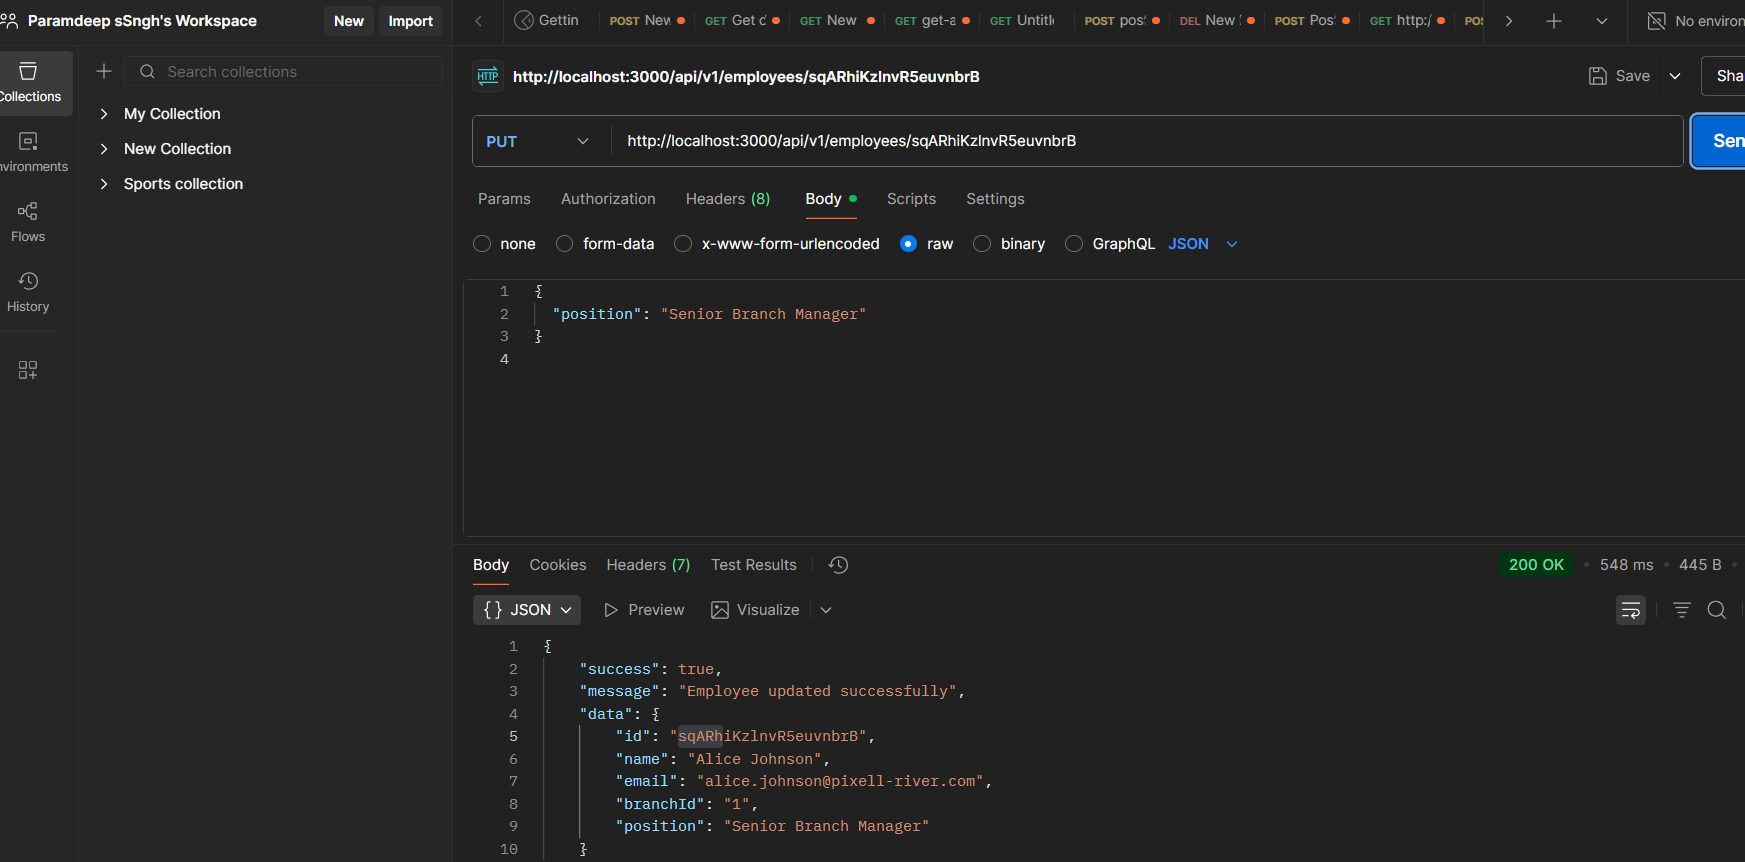 Paramdeep sSngh's Workspace
New
Import
Gettin
POST New
GET Get d
GET New
GET get-a
GET Untitl
POST pos
DEL New
POST Pos
GET http:/
POS
No environ
Collections
Search collections
http://localhost:3000/api/v1/employees/sqARhiKzlnvR5euvnbrB
Save
Sha
My Collection
New Collection
Sports collection
PUT
http://localhost:3000/api/v1/employees/sqARhiKzlnvR5euvnbrB
Sen
nvironments
Params
Authorization
Headers (8)
Body
Scripts
Settings
Flows
none
form-data
x-www-form-urlencoded
raw
binary
GraphQL
JSON
History
1 {
2 "position": "Senior Branch Manager"
3 }
4
Body
Cookies
Headers (7)
Test Results
200 OK
548 ms
445 B
{} JSON
Preview
Visualize
1 {
2 "success": true,
3 "message": "Employee updated successfully",
4 "data": {
5 "id": "sqARhiKzlnvR5euvnbrB",
6 "name": "Alice Johnson",
7 "email": "alice.johnson@pixell-river.com",
8 "branchId": "1",
9 "position": "Senior Branch Manager"
10 }